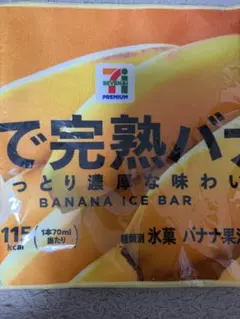 7
ELEVEN
PREMIUM
で完熟バ
っとり濃厚な味わい
BANANA ICE BAR
115
kcal
1本70ml
当たり
種類別 氷菓 バナナ果汁